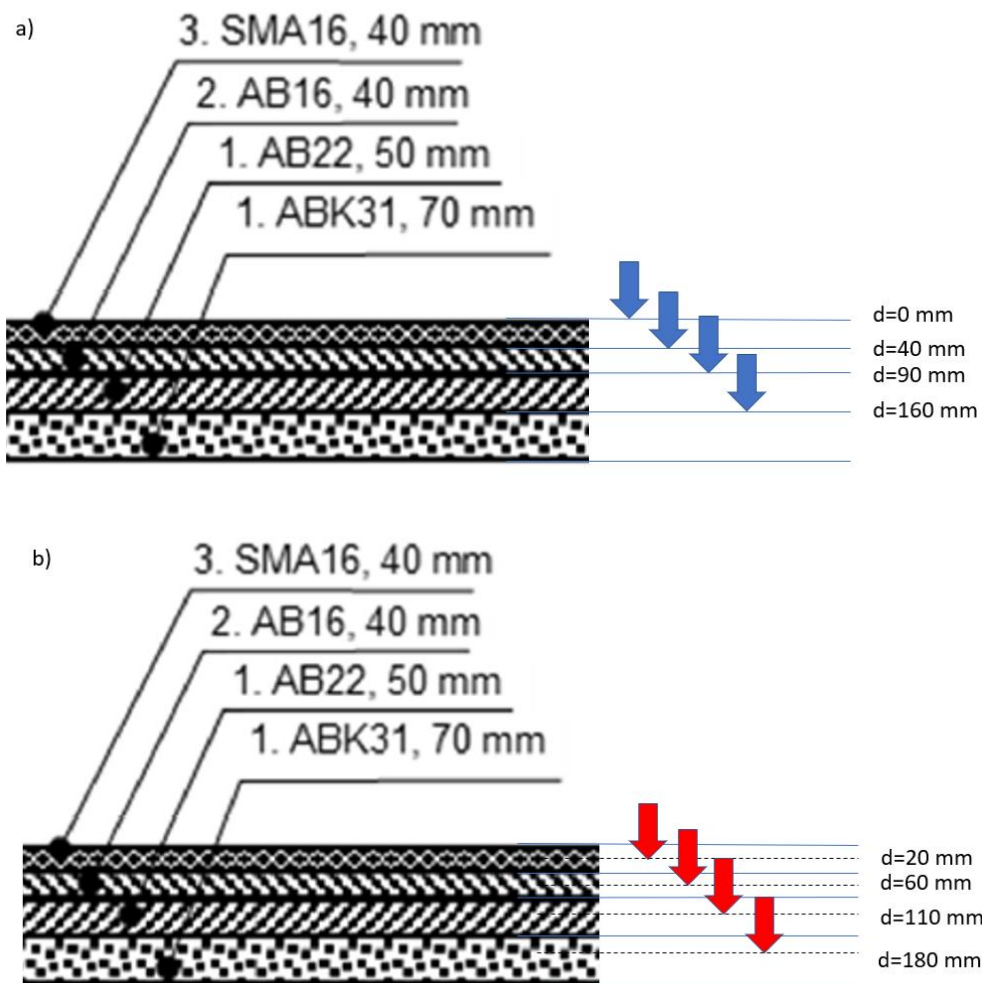 a)
3. SMA16, 40 mm
2. AB16, 40 mm
1. AB22, 50 mm
1. ABK31, 70 mm
d=0 mm
d=40 mm
d=90 mm
d=160 mm
b)
3. SMA16, 40 mm
2. AB16, 40 mm
1. AB22, 50 mm
1. ABK31, 70 mm
d=20 mm
d=60 mm
d=110 mm
d=180 mm